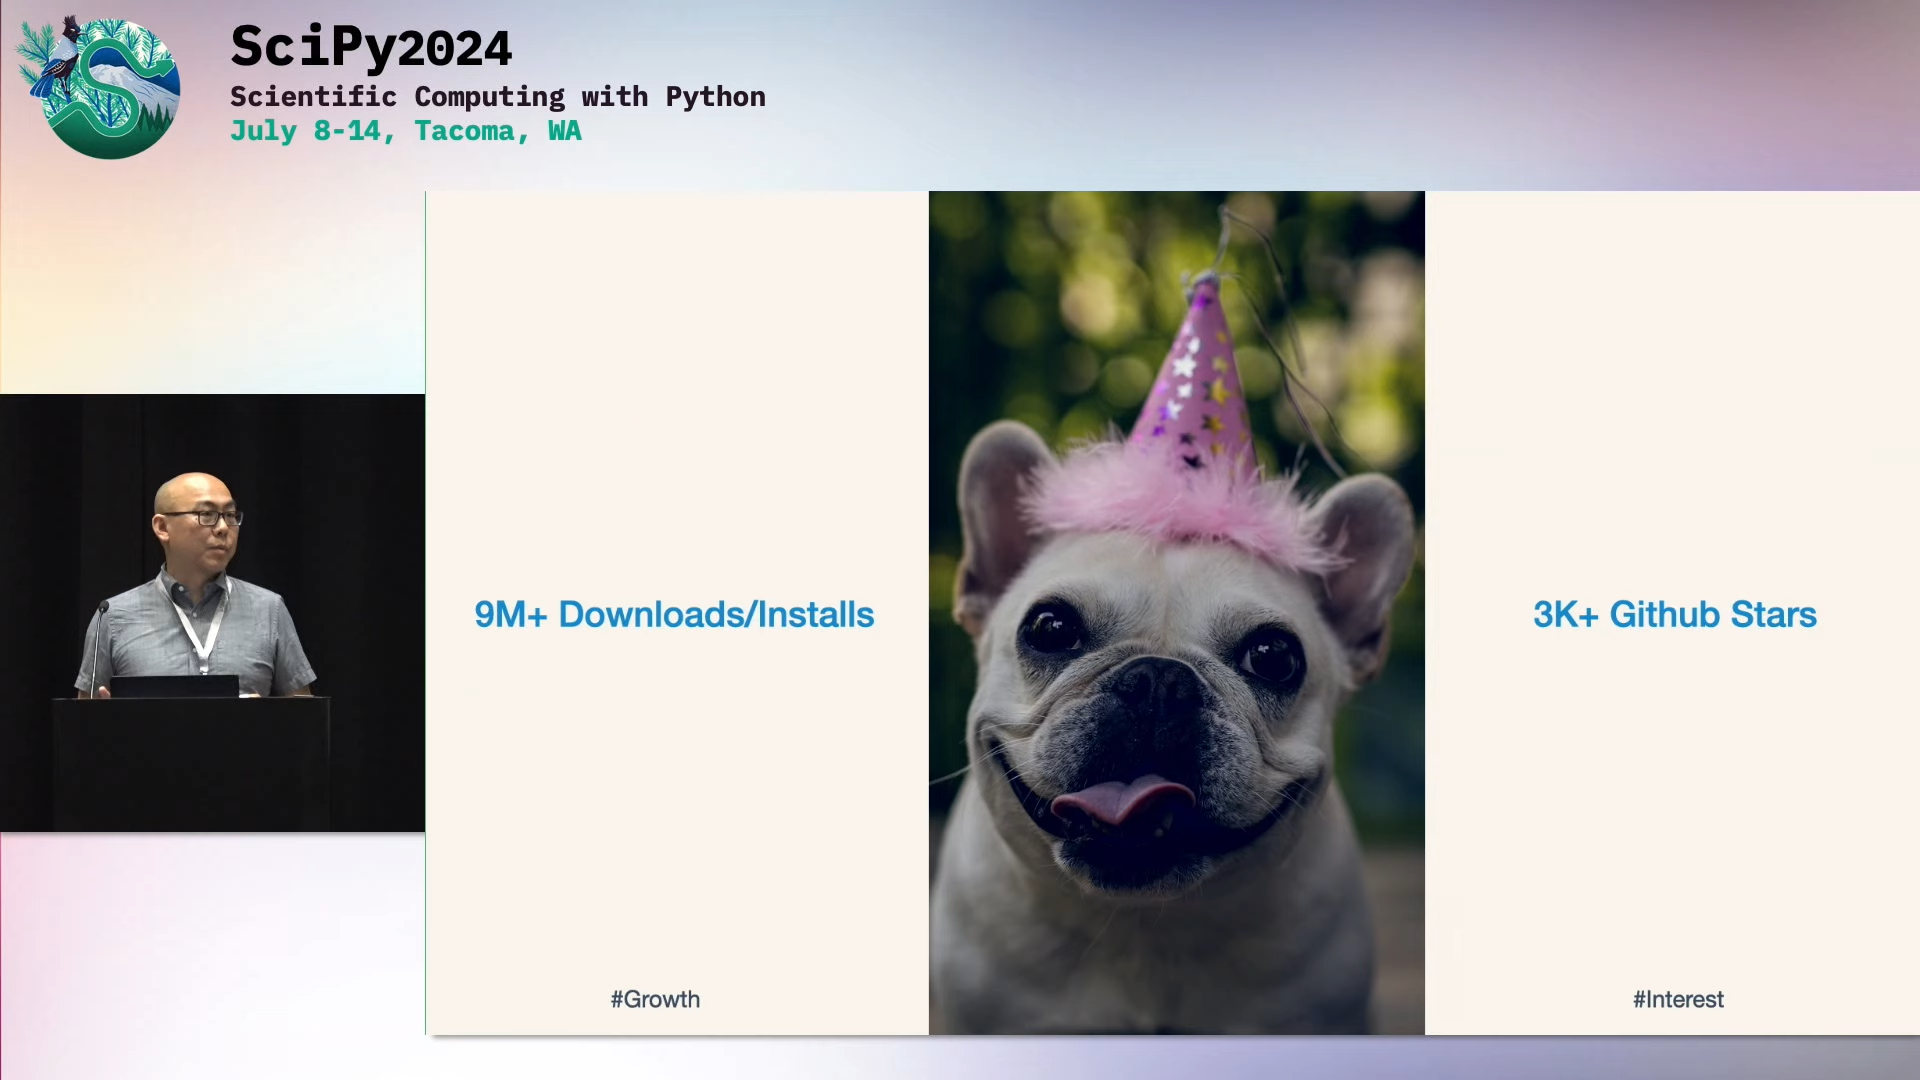 SciPy2024
Scientific Computing with Python
July 8-14, Tacoma, WA
9M+ Downloads/Installs
3K+ Github Stars
#Growth
#Interest